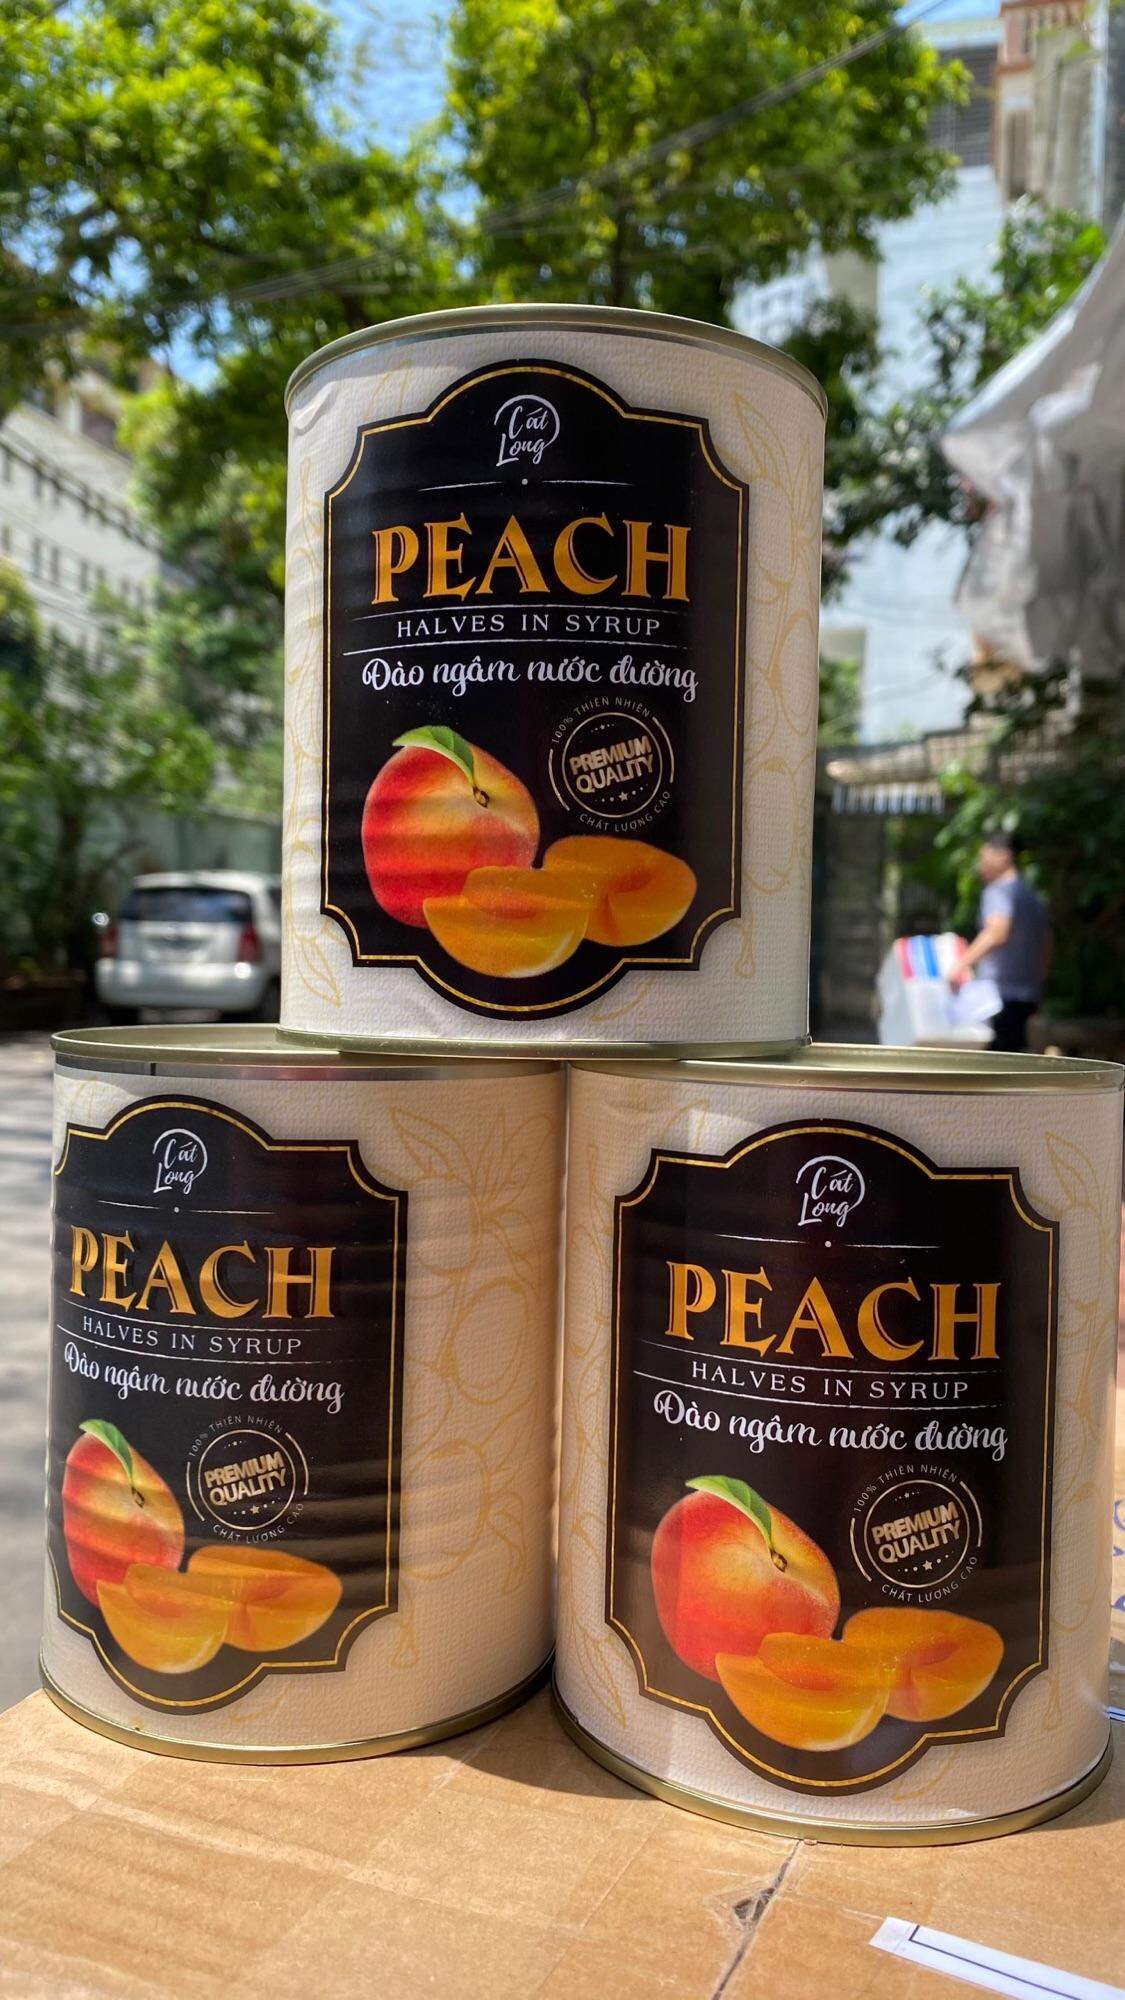 Cát
Long
PEACH
HALVES IN SYRUP
Đào ngâm nước đường
100% THIÊN NHIÊN
PREMIUM
QUALITY
CHẤT LƯỢNG CAO
Cát
Long
PEACH
HALVES IN SYRUP
Đào ngâm nước đường
100% THIÊN NHIÊN
PREMIUM
QUALITY
CHẤT LƯỢNG CAO
Cát
Long
PEACH
HALVES IN SYRUP
Đào ngâm nước đường
100% THIÊN NHIÊN
PREMIUM
QUALITY
CHẤT LƯỢNG CAO